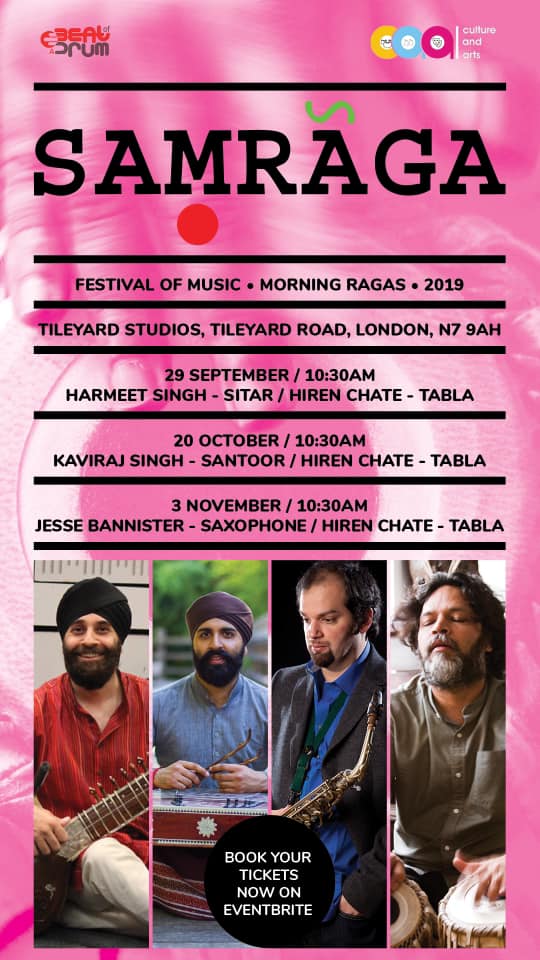 BEAT of
A DRUM
caa culture
and
arts
SAMRAGA
FESTIVAL OF MUSIC • MORNING RAGAS • 2019
TILEYARD STUDIOS, TILEYARD ROAD, LONDON, N7 9AH
29 SEPTEMBER / 10:30AM
HARMEET SINGH - SITAR / HIREN CHATE - TABLA
20 OCTOBER / 10:30AM
KAVIRAJ SINGH - SANTOOR / HIREN CHATE - TABLA
3 NOVEMBER / 10:30AM
JESSE BANNISTER - SAXOPHONE / HIREN CHATE - TABLA
BOOK YOUR
TICKETS
NOW ON
EVENTBRITE